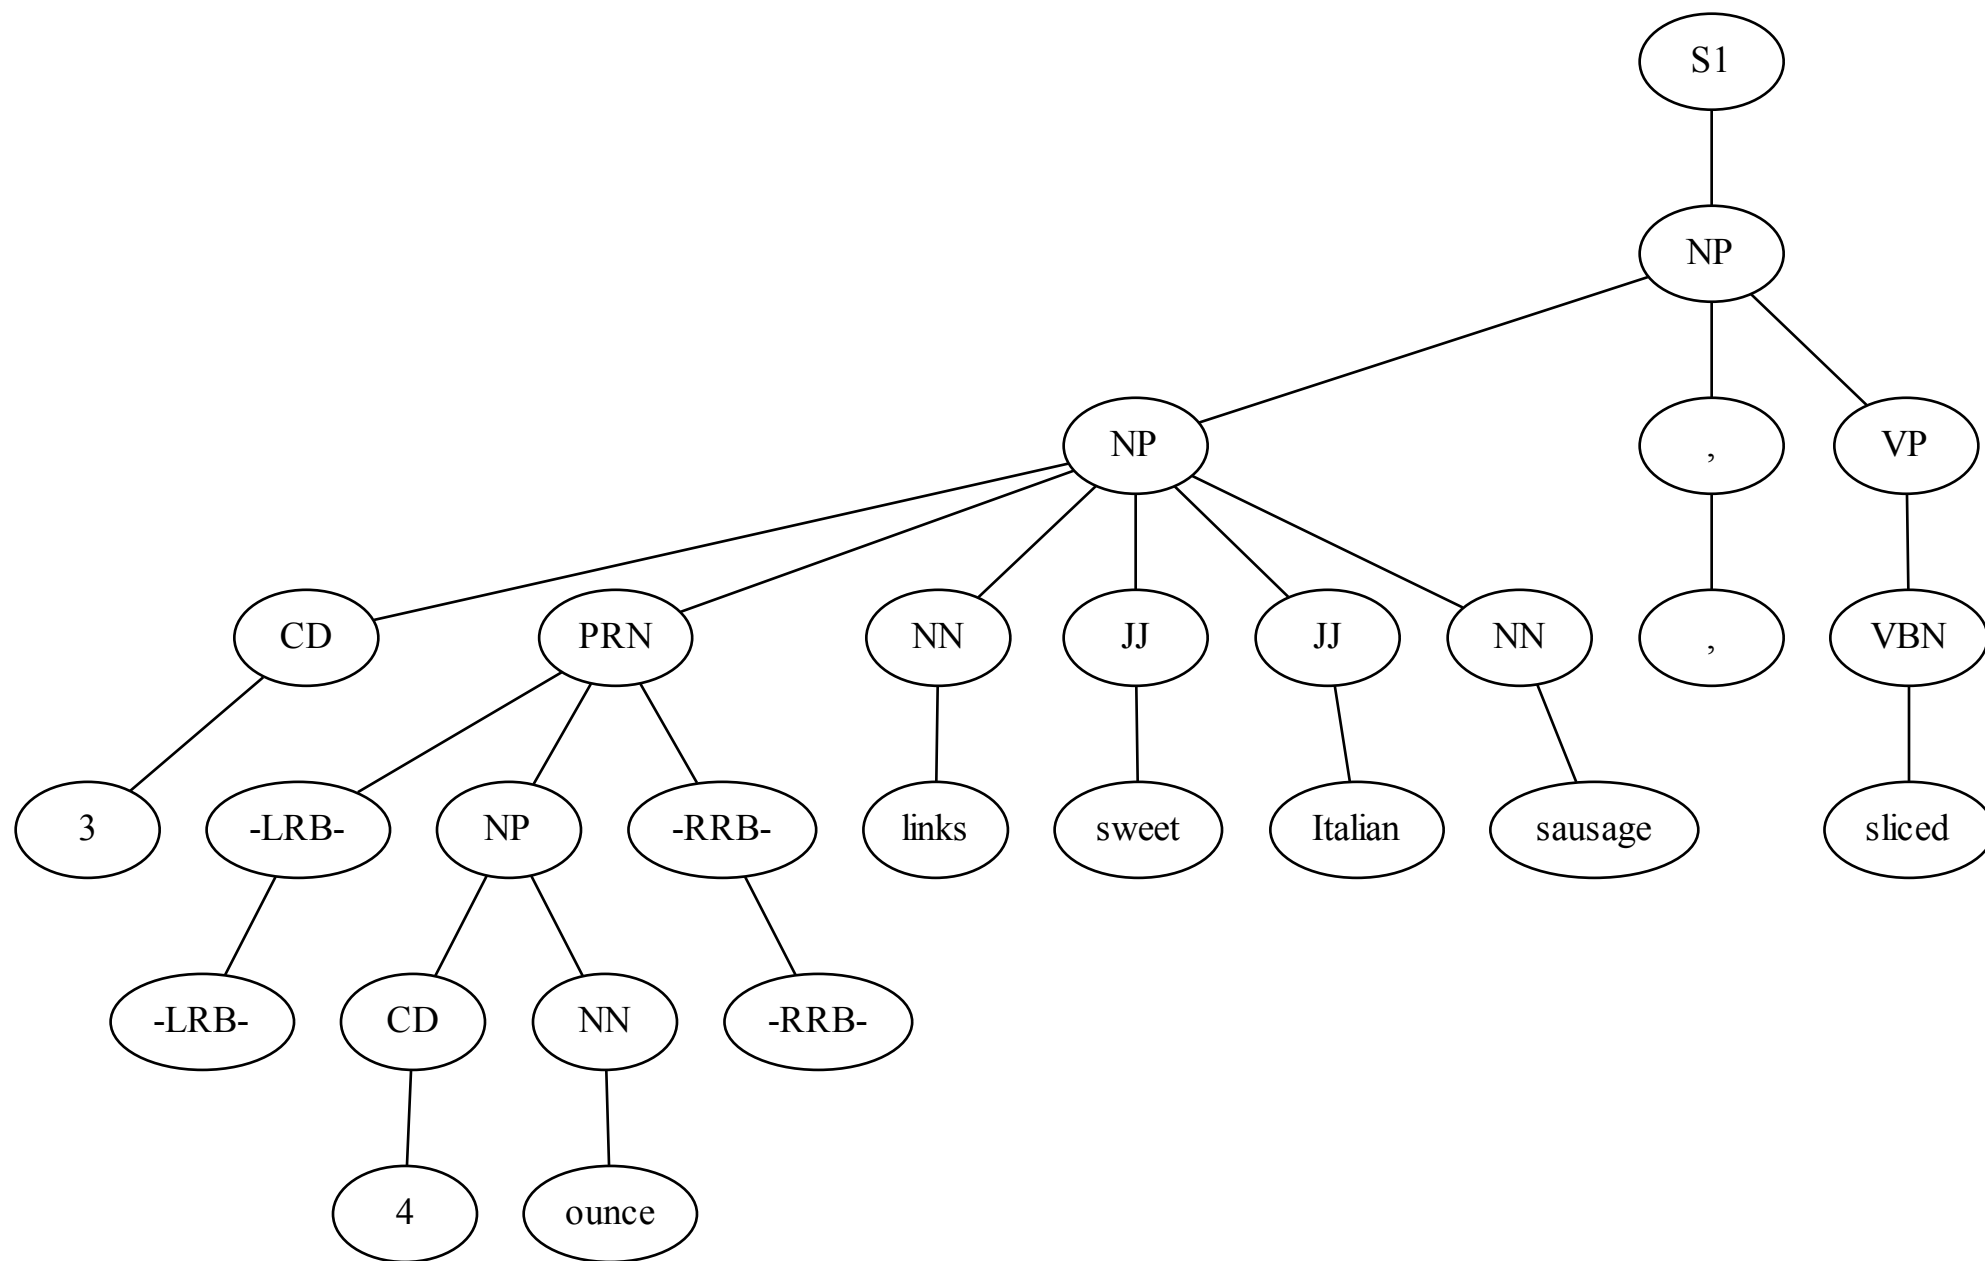 S1
NP
NP , VP
CD PRN NN JJ JJ NN , VBN
3 -LRB- NP -RRB- links sweet Italian sausage sliced
-LRB- CD NN -RRB-
4 ounce